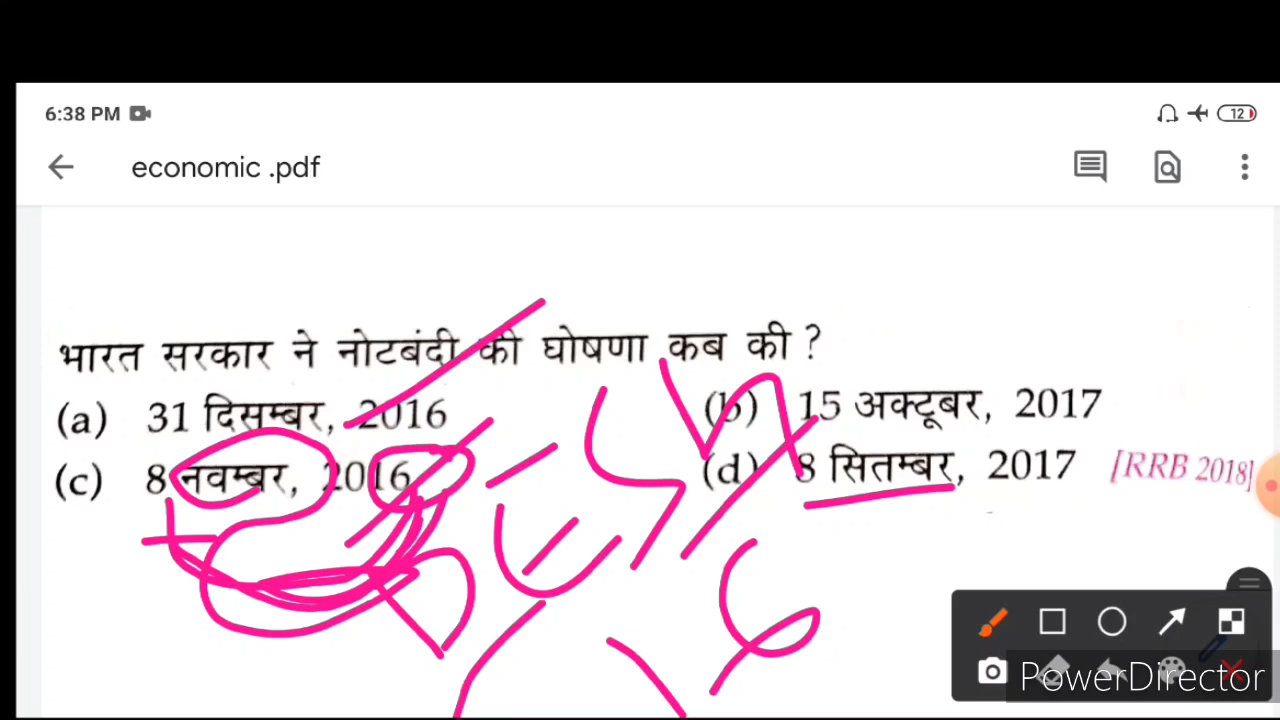 6:38 PM 12
economic .pdf
भारत सरकार ने नोटबंदी की घोषणा कब की ?
(a) 31 दिसम्बर, 2016 (b) 15 अक्टूबर, 2017
(c) 8 नवम्बर, 2016 (d) 8 सितम्बर, 2017 [RRB 2018]
PowerDirector